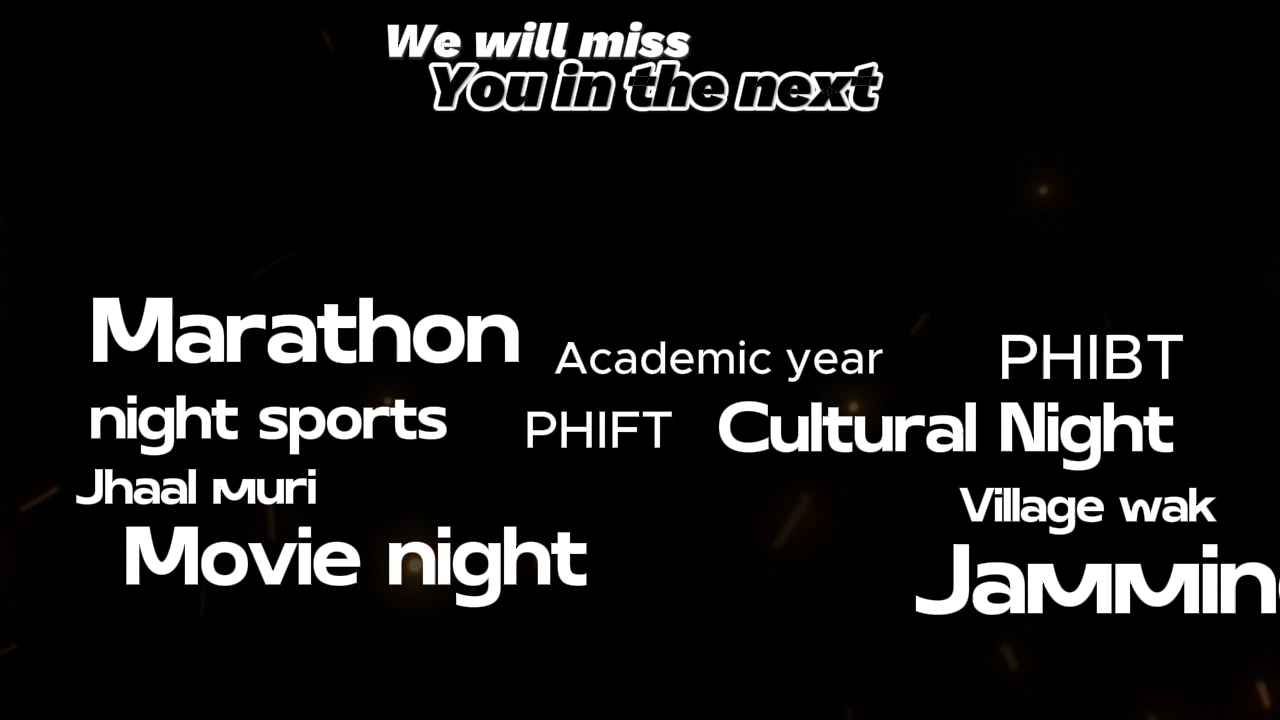 We will miss
You in the next
Marathon
Academic year
PHIBT
night sports
PHIFT
Cultural Night
Jhaal Muri
Village wak
Movie night
Jammin